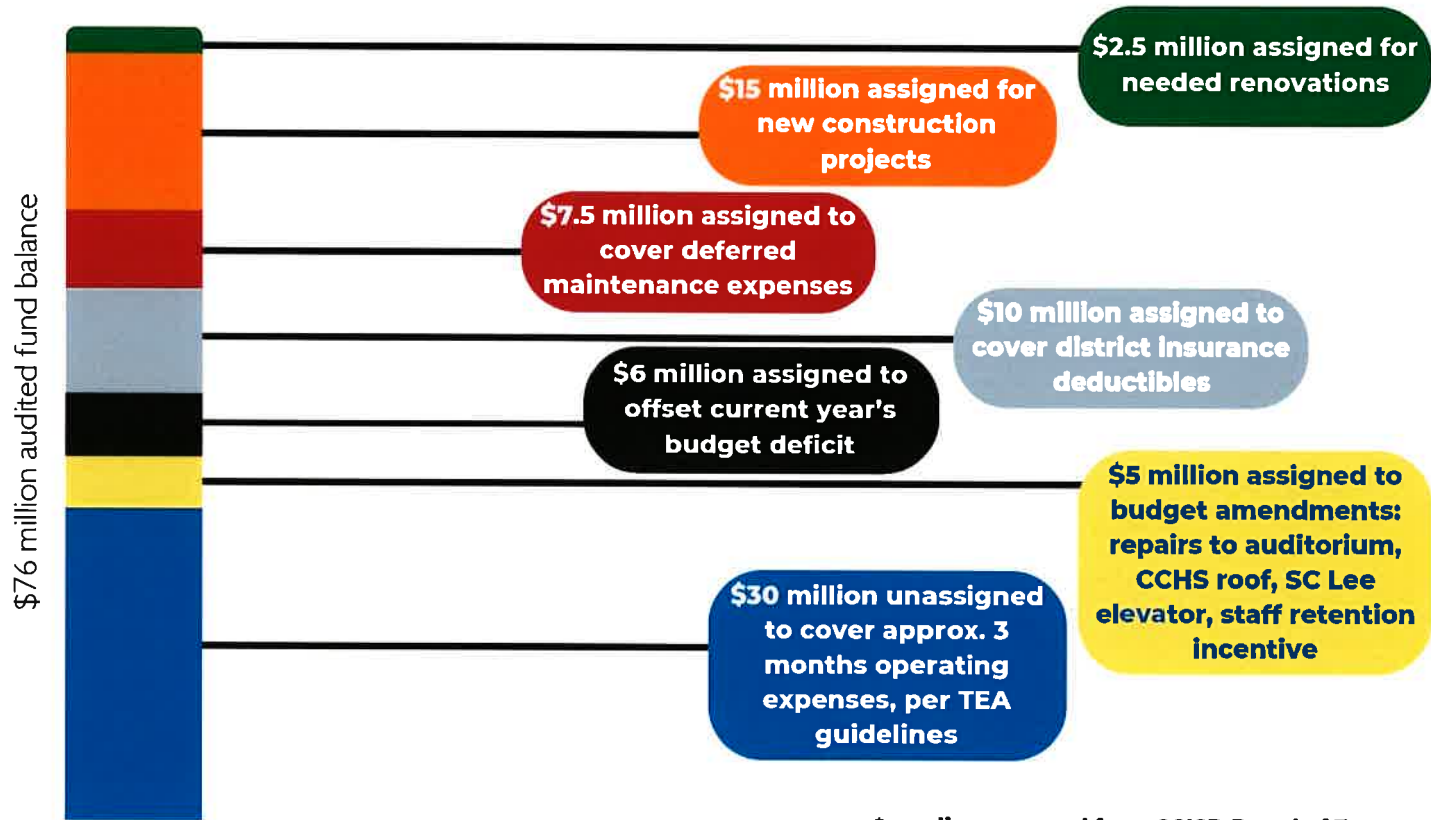 $76 million audited fund balance
$2.5 million assigned for
needed renovations
$15 million assigned for
new construction
projects
$7.5 million assigned to
cover deferred
maintenance expenses
$10 million assigned to
cover district insurance
deductibles
$6 million assigned to
offset current year's
budget deficit
$5 million assigned to
budget amendments:
repairs to auditorium,
CCHS roof, SC Lee
elevator, staff retention
incentive
$30 million unassigned
to cover approx. 3
months operating
expenses, per TEA
guidelines